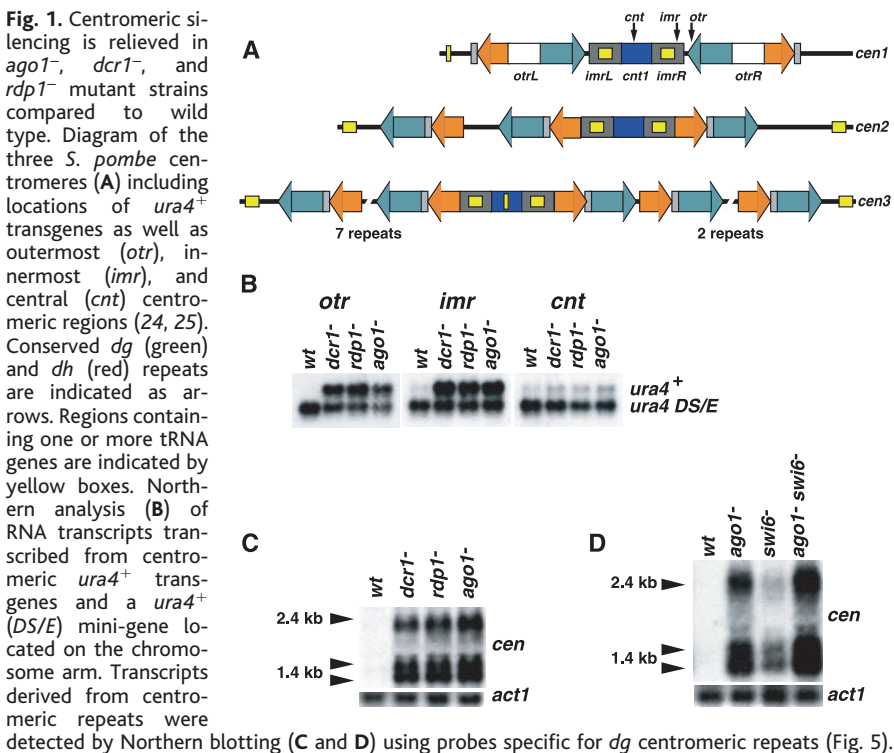 Fig. 1. Centromeric si-
lencing is relieved in
ago1⁻, dcr1⁻, and
rdp1⁻ mutant strains
compared to wild
type. Diagram of the
three S. pombe cen-
tromeres (A) including
locations of ura4⁺
transgenes as well as
outermost (otr), in-
nermost (imr), and
central (cnt) centro-
meric regions (24, 25).
Conserved dg (green)
and dh (red) repeats
are indicated as ar-
rows. Regions contain-
ing one or more tRNA
genes are indicated by
yellow boxes. North-
ern analysis (B) of
RNA transcripts tran-
scribed from centro-
meric ura4⁺ trans-
genes and a ura4⁺
(DS/E) mini-gene lo-
cated on the chromo-
some arm. Transcripts
derived from centro-
meric repeats were
detected by Northern blotting (C and D) using probes specific for dg centromeric repeats (Fig. 5).
A
cnt imr otr
cen1
otrL imrL cnt1 imrR otrR
cen2
cen3
7 repeats 2 repeats
B
otr imr cnt
wt dcr1- rdp1- ago1- wt dcr1- rdp1- ago1- wt dcr1- rdp1- ago1-
ura4⁺
ura4 DS/E
C
wt dcr1- rdp1- ago1-
2.4 kb
cen
1.4 kb
act1
D
wt ago1- swi6- ago1- swi6-
2.4 kb
cen
1.4 kb
act1